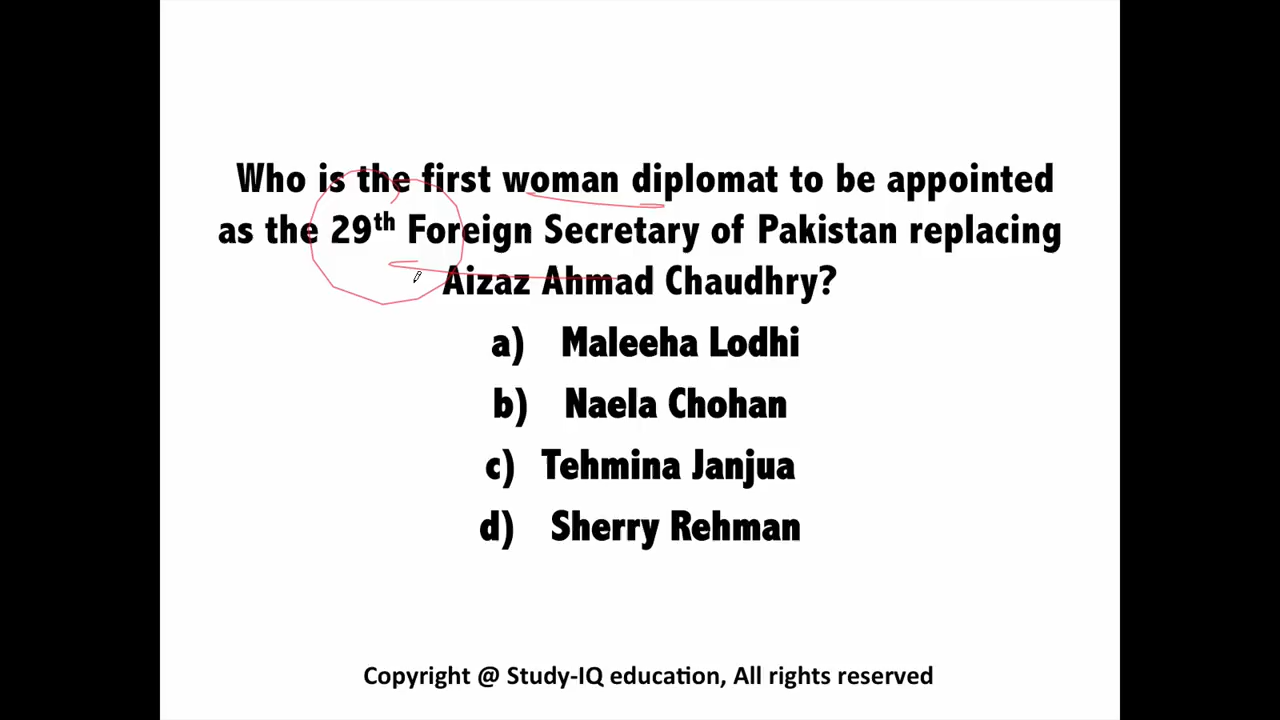 Who is the first woman diplomat to be appointed
as the 29th Foreign Secretary of Pakistan replacing
Aizaz Ahmad Chaudhry?
a) Maleeha Lodhi
b) Naela Chohan
c) Tehmina Janjua
d) Sherry Rehman
Copyright @ Study-IQ education, All rights reserved